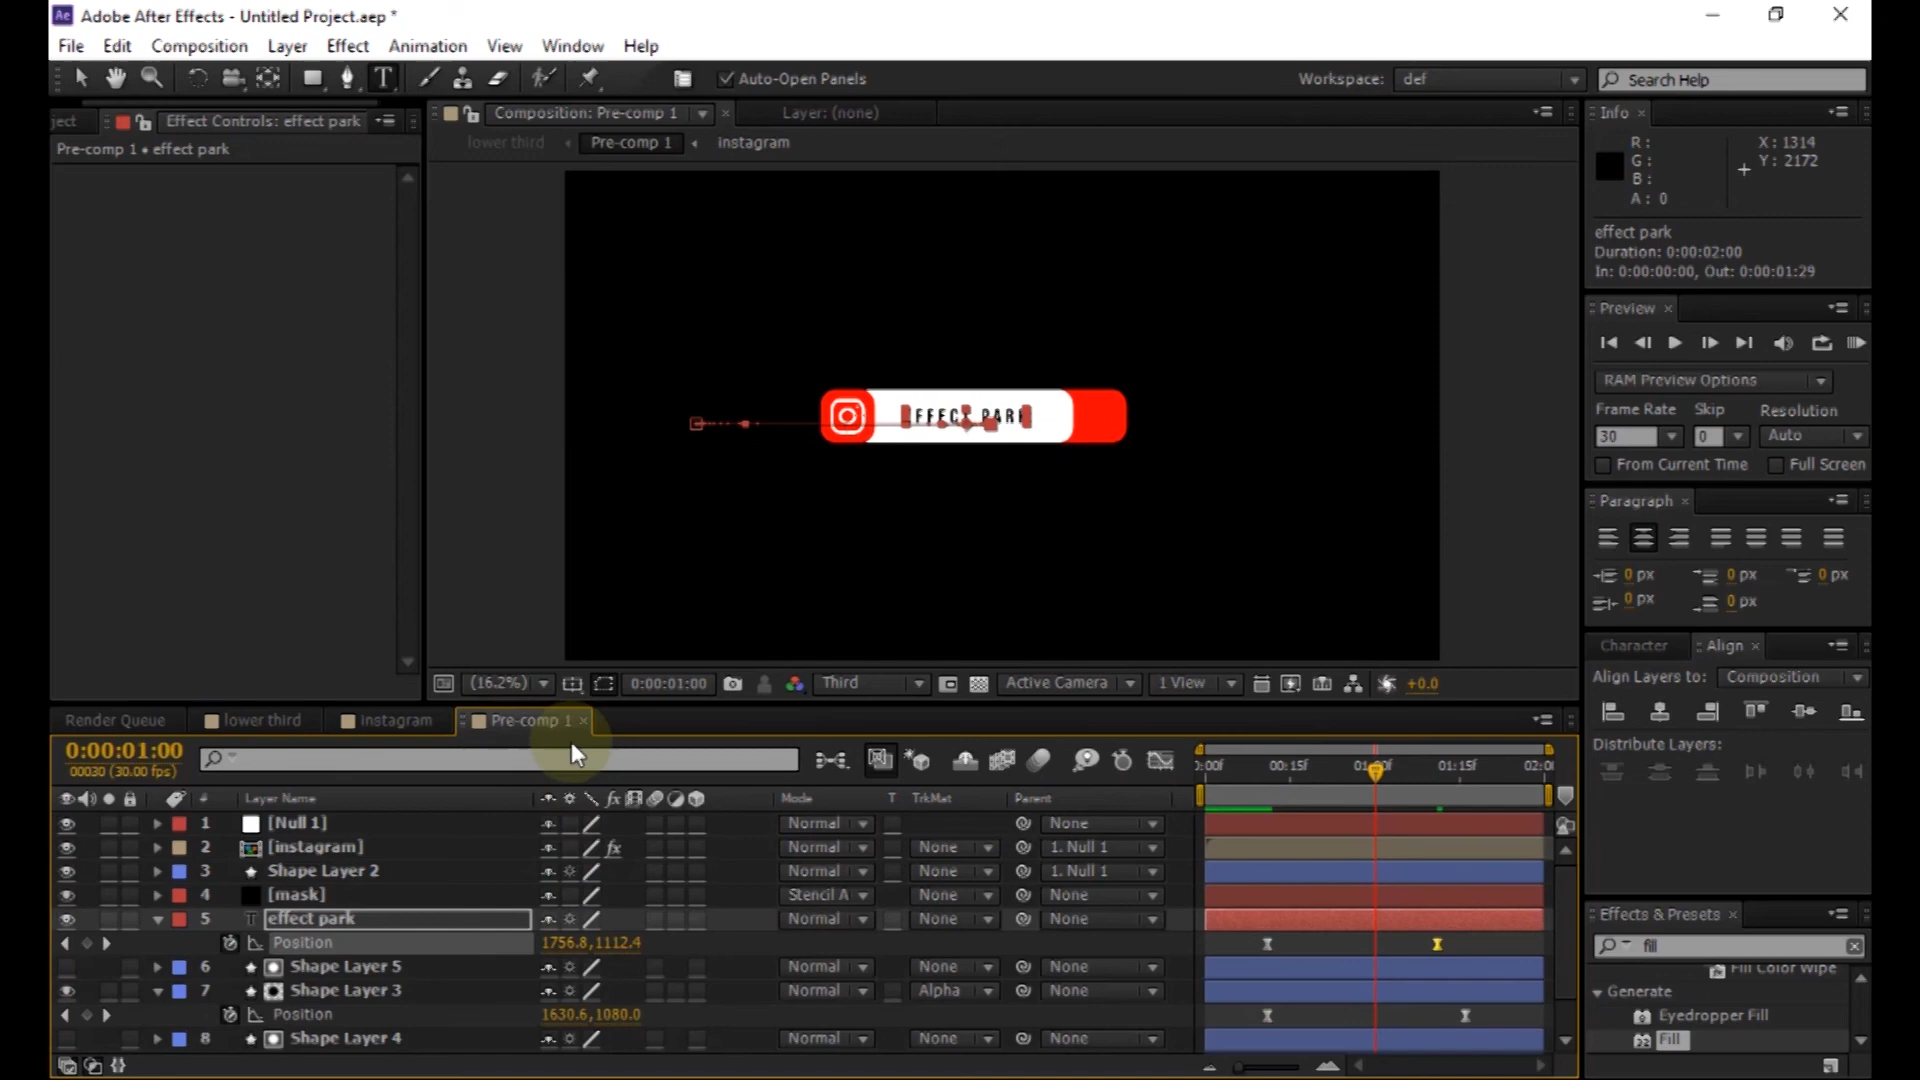 Ae Adobe After Effects - Untitled Project.aep *
File Edit Composition Layer Effect Animation View Window Help
Auto-Open Panels Workspace: def Search Help
ject Effect Controls: effect park
Pre-comp 1 • effect park
Composition: Pre-comp 1 Layer: (none)
lower third Pre-comp 1 instagram
EFFECT PARK
(16.2%) 0:00:01:00 Third Active Camera 1 View +0.0
Info
R: X: 1314
G: Y: 2172
B:
A: 0
effect park
Duration: 0:00:02:00
In: 0:00:00:00, Out: 0:00:01:29
Preview
RAM Preview Options
Frame Rate Skip Resolution
30 0 Auto
From Current Time Full Screen
Paragraph
0 px 0 px 0 px
0 px 0 px
Character Align
Align Layers to: Composition
Distribute Layers:
Effects & Presets
fill
Fill Color Wipe
Generate
Eyedropper Fill
Fill
Render Queue lower third instagram Pre-comp 1
0:00:01:00
00030 (30.00 fps)
0:00f 00:15f 01:00f 01:15f 02:00
# Layer Name fx Mode T TrkMat Parent
1 [Null 1] Normal None
2 [instagram] fx Normal None 1. Null 1
3 Shape Layer 2 Normal None 1. Null 1
4 [mask] Stencil A None None
5 T effect park Normal None None
Position 1756.8,1112.4
6 Shape Layer 5 Normal None None
7 Shape Layer 3 Normal Alpha None
Position 1630.6,1080.0
8 Shape Layer 4 Normal None None